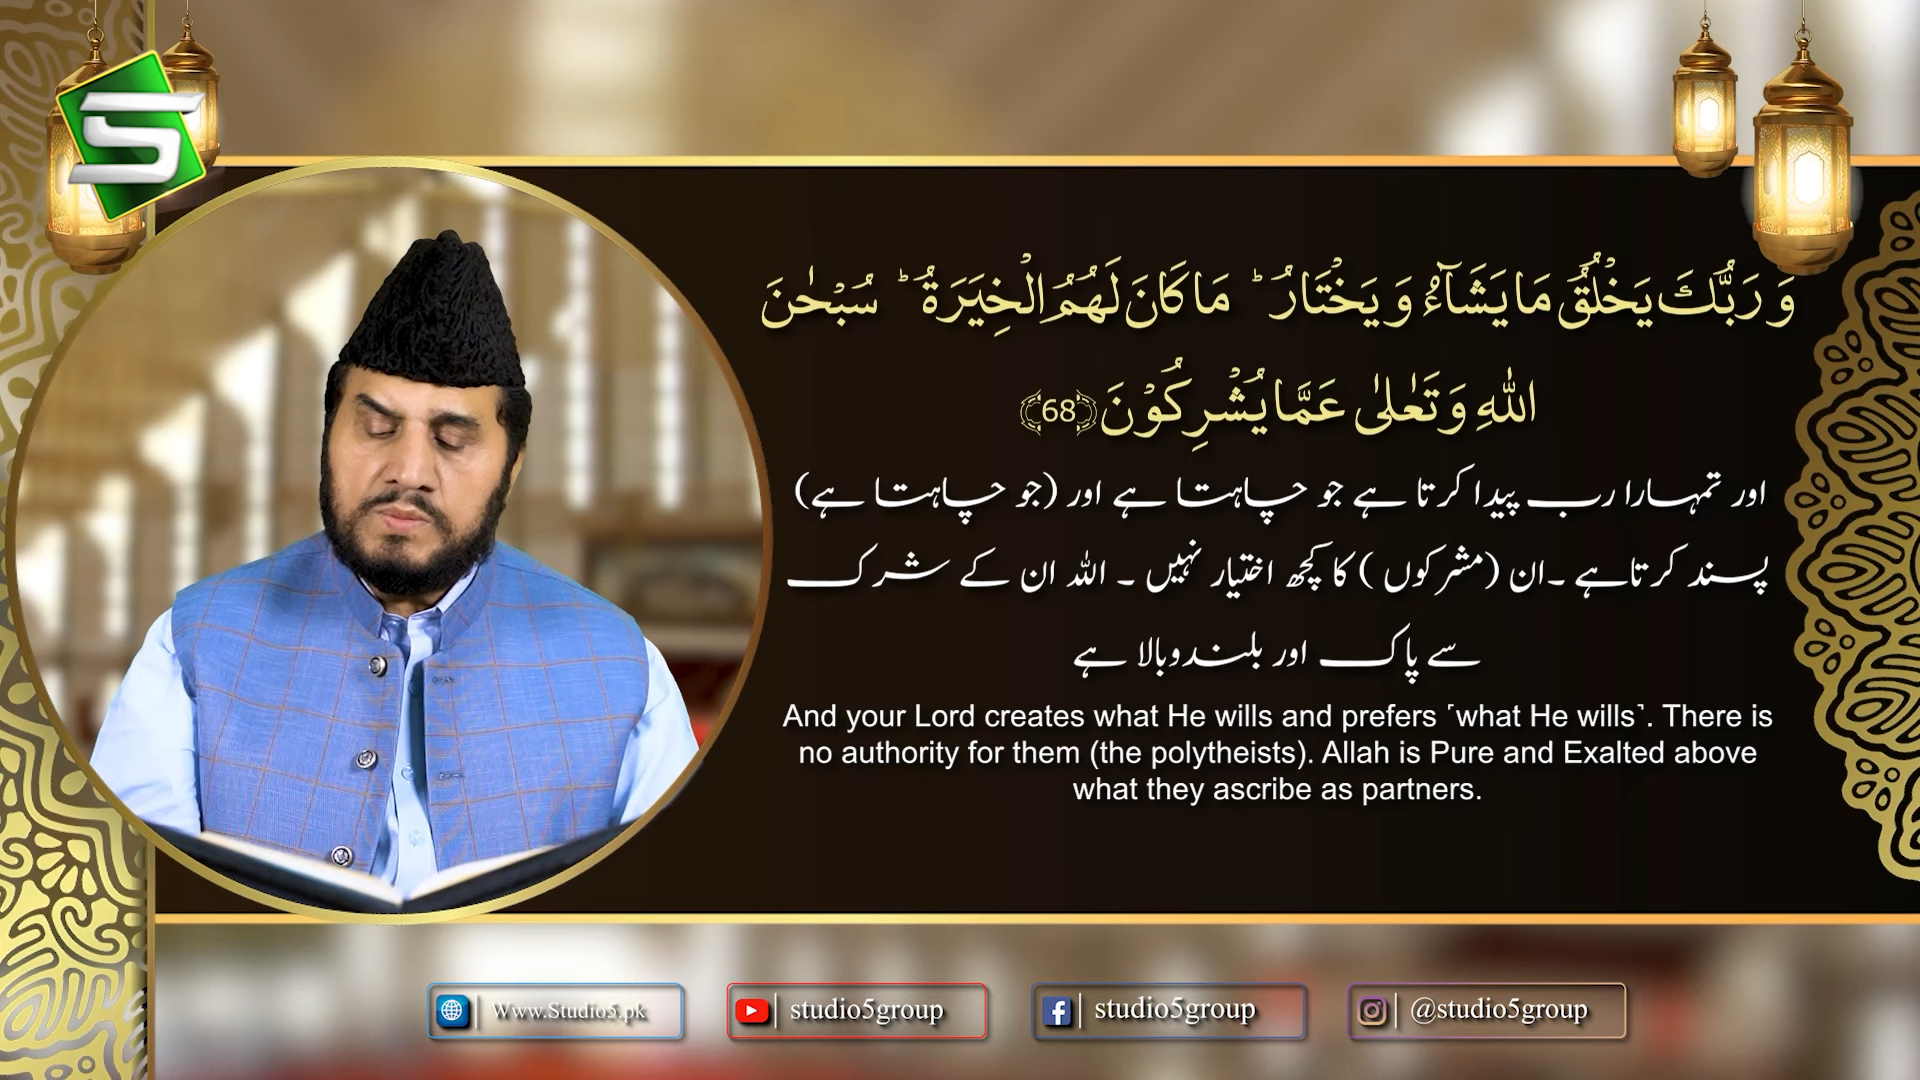 وَ رَبُّكَ يَخْلُقُ مَا يَشَآءُ وَ یَخْتَارُؕ مَا كَانَ لَهُمُ الْخِیَرَةُؕ سُبْحٰنَ
اللّٰهِ وَ تَعٰلٰى عَمَّا یُشْرِكُوْنَ ﴿68﴾
اور تمہارا رب پیدا کرتا ہے جو چاہتا ہے اور (جو چاہتا ہے)
پسند کرتا ہے ۔ ان (مشرکوں) کا کچھ اختیار نہیں ۔ اللہ ان کے شرک
سے پاک اور بلند و بالا ہے
And your Lord creates what He wills and prefers ˹what He wills˺. There is
no authority for them (the polytheists). Allah is Pure and Exalted above
what they ascribe as partners.
Www.Studio5.pk studio5group studio5group @studio5group